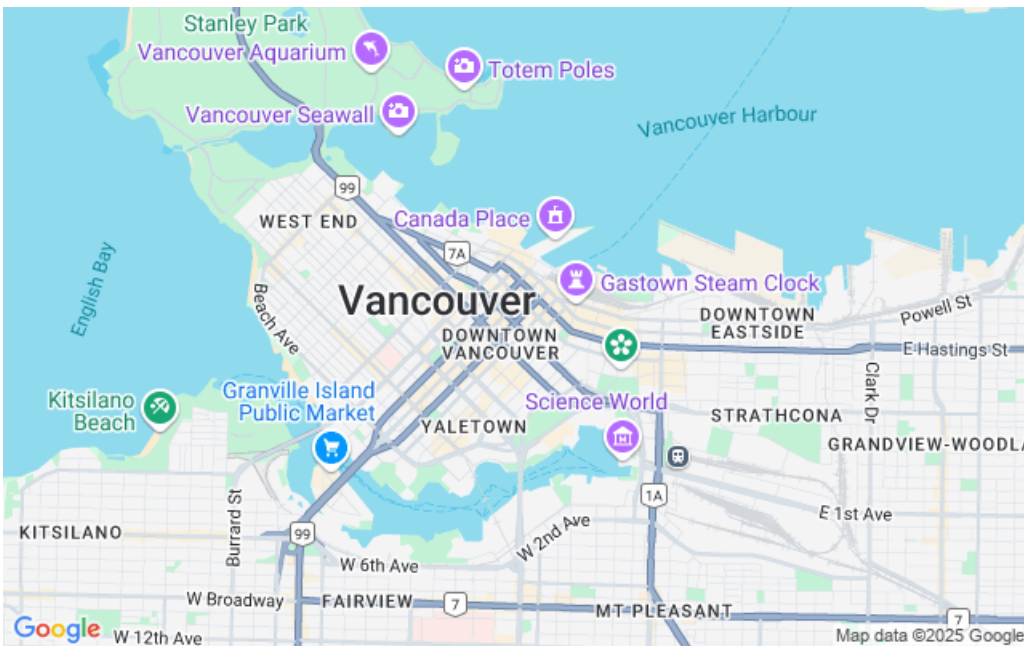 Stanley Park
Vancouver Aquarium
Totem Poles
Vancouver Seawall
Vancouver Harbour
99
WEST END
Canada Place
7A
English Bay
Gastown Steam Clock
Vancouver
Beach Ave
DOWNTOWN
VANCOUVER
DOWNTOWN
EASTSIDE
Powell St
E Hastings St
Clark Dr
Kitsilano
Beach
Granville Island
Public Market
Science World
YALETOWN
STRATHCONA
GRANDVIEW-WOODLA
1A
Burrard St
KITSILANO
99
W 2nd Ave
E 1st Ave
W 6th Ave
W Broadway
FAIRVIEW
7
MT PLEASANT
7
Google
W 12th Ave
Map data ©2025 Google